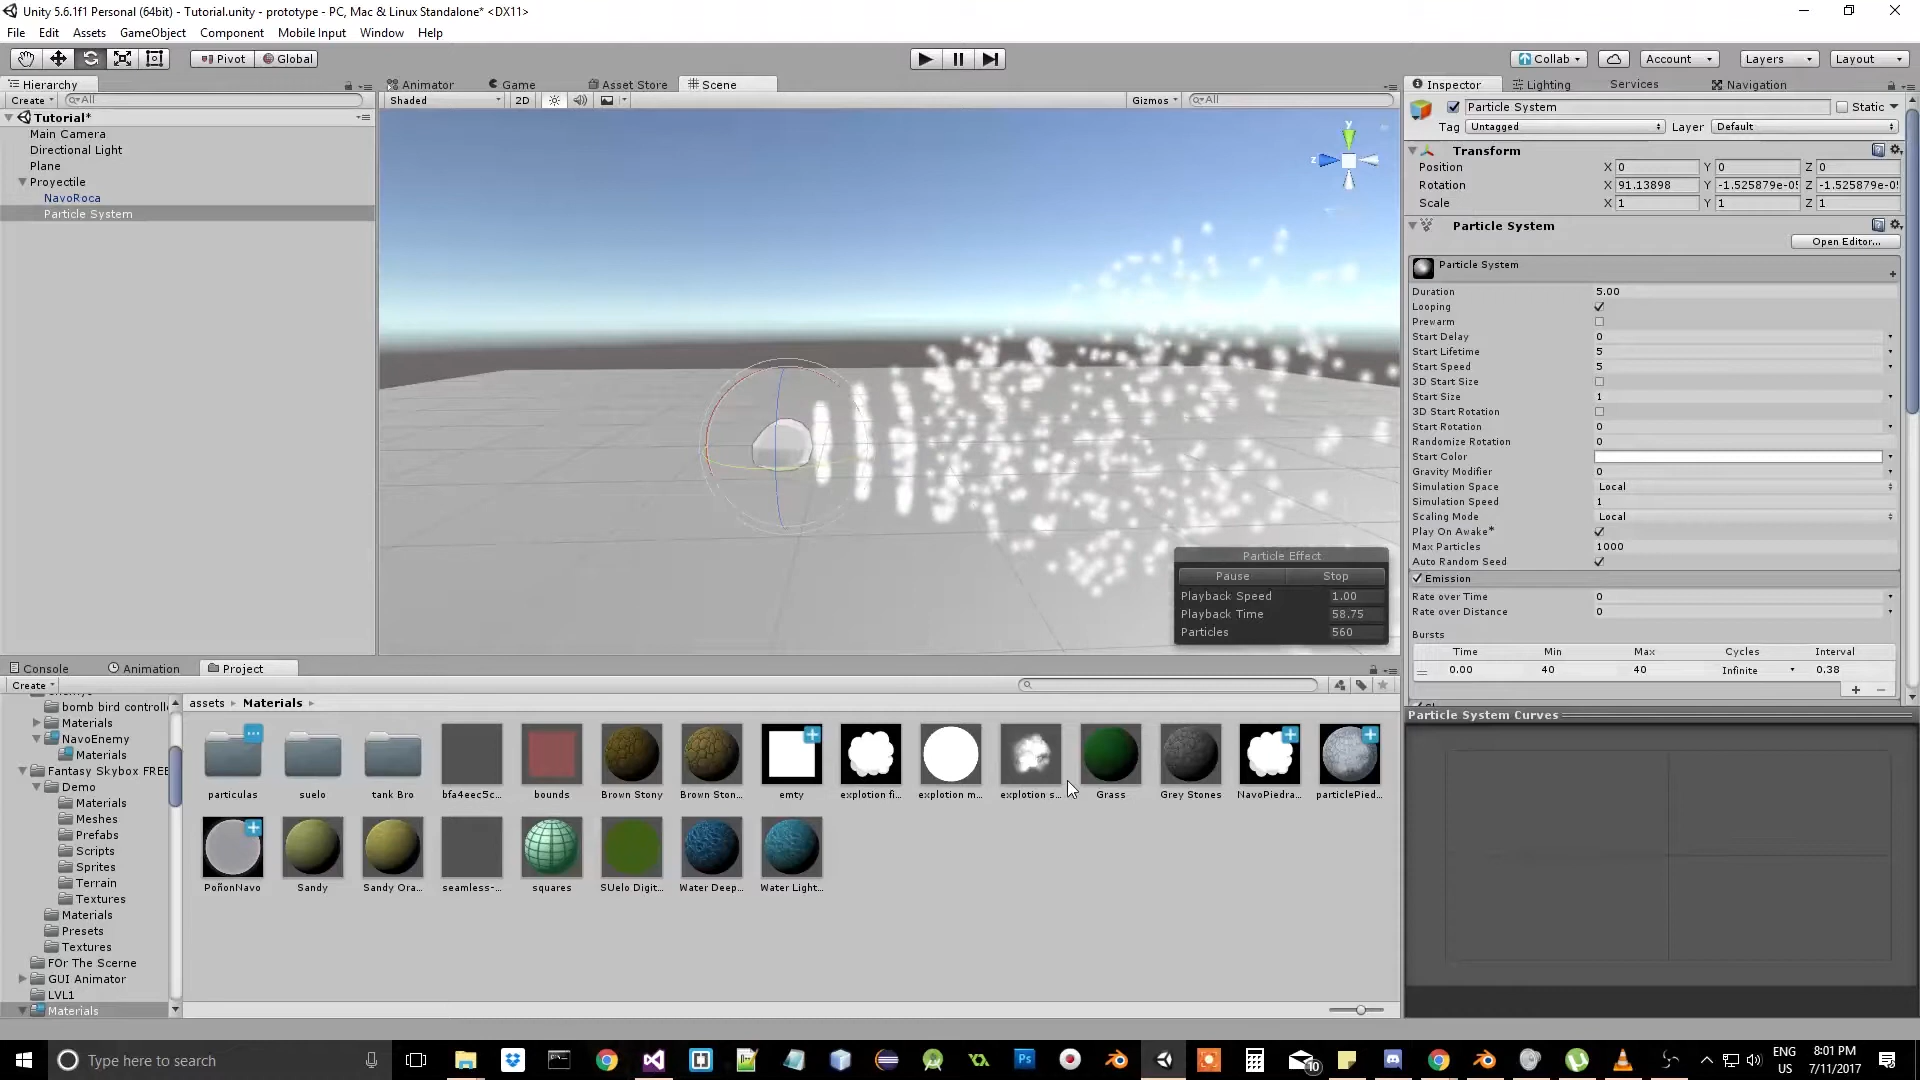 Unity 5.6.1f1 Personal (64bit) - Tutorial.unity - prototype - PC, Mac & Linux Standalone* <DX11>
File Edit Assets GameObject Component Mobile Input Window Help
Pivot Global Collab Account Layers Layout
Hierarchy
Create All
Tutorial*
Main Camera
Directional Light
Plane
Proyectile
NavoRoca
Particle System
Animator Game Asset Store Scene
Shaded 2D Gizmos All
y
z
Particle Effect
Pause Stop
Playback Speed 1.00
Playback Time 58.75
Particles 560
Inspector Lighting Services Navigation
Particle System Static
Tag Untagged Layer Default
Transform
Position X 0 Y 0 Z 0
Rotation X 91.13898 Y -1.525879e-05 Z -1.525879e-05
Scale X 1 Y 1 Z 1
Particle System
Open Editor...
Particle System
Duration 5.00
Looping
Prewarm
Start Delay 0
Start Lifetime 5
Start Speed 5
3D Start Size
Start Size 1
3D Start Rotation
Start Rotation 0
Randomize Rotation 0
Start Color
Gravity Modifier 0
Simulation Space Local
Simulation Speed 1
Scaling Mode Local
Play On Awake*
Max Particles 1000
Auto Random Seed
Emission
Rate over Time 0
Rate over Distance 0
Bursts
Time Min Max Cycles Interval
0.00 40 40 Infinite 0.38
Particle System Curves
Console Animation Project
Create
bomb bird controlle
Materials
NavoEnemy
Materials
Fantasy Skybox FREE
Demo
Materials
Meshes
Prefabs
Scripts
Sprites
Terrain
Textures
Materials
Presets
Textures
FOr The Scerne
GUI Animator
LVL1
Materials
assets Materials
particulas suelo tank Bro bfa4eec5c... bounds Brown Stony Brown Ston... emty explotion fi... explotion m... explotion s... Grass Grey Stones NavoPiedra... particlePied...
PoñonNavo Sandy Sandy Ora... seamless-... squares SUelo Digit... Water Deep... Water Light...
Type here to search
Ps
10
ENG
US
8:01 PM
7/11/2017